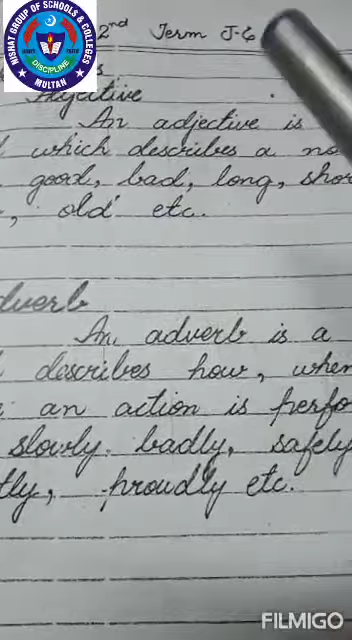 NISHAT GROUP OF SCHOOLS & COLLEGES
DISCIPLINE
MULTAN
2nd Term J-6
Adjective
An adjective is
which describes a no
good, bad, long, shor
, old etc.
dverb
An adverb is a
describes how, when
an action is perfo
slowly. badly, safely
tly, proudly etc.
FILMIGO